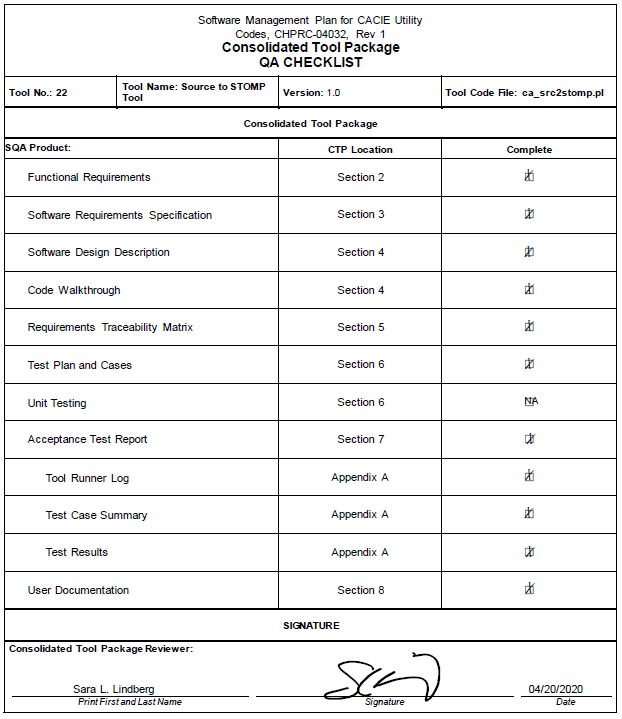 Software Management Plan for CACIE Utility
Codes, CHPRC-04032, Rev 1
Consolidated Tool Package
QA CHECKLIST
Tool No.: 22
Tool Name: Source to STOMP
Tool
Version: 1.0
Tool Code File: ca_src2stomp.pl
Consolidated Tool Package
SQA Product:
CTP Location
Complete
Functional Requirements
Section 2
Software Requirements Specification
Section 3
Software Design Description
Section 4
Code Walkthrough
Section 4
Requirements Traceability Matrix
Section 5
Test Plan and Cases
Section 6
Unit Testing
Section 6
NA
Acceptance Test Report
Section 7
Tool Runner Log
Appendix A
Test Case Summary
Appendix A
Test Results
Appendix A
User Documentation
Section 8
SIGNATURE
Consolidated Tool Package Reviewer:
Sara L. Lindberg
04/20/2020
Print First and Last Name
Signature
Date